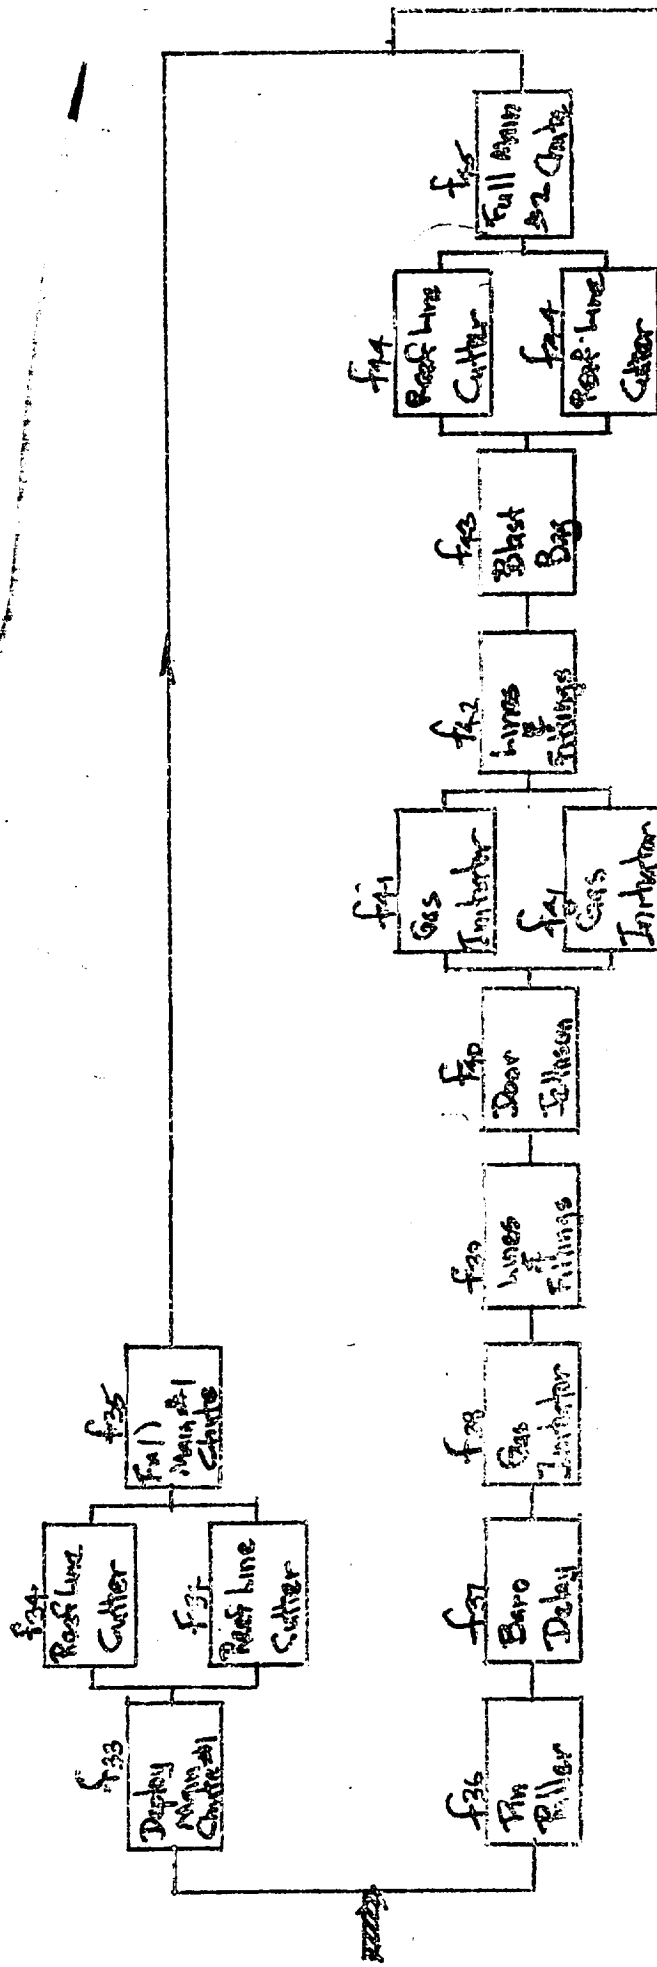 f33
Deploy
Main
Chute #1
f34
Reef Line
Cutter
f35
Reef Line
Cutter
f35
Full
Main #1
Chute
f36
Pin
Puller
f37
Baro
Delay
f38
Gas
Initiator
f39
Lines
&
Fittings
f40
Door
f41
Gas
Initiator
f41
Gas
Initiator
f42
Lines
&
Fittings
f43
Blast
Bag
f44
Reef Line
Cutter
f44
Reef Line
Cutter
f45
Full Main
#2 Chute